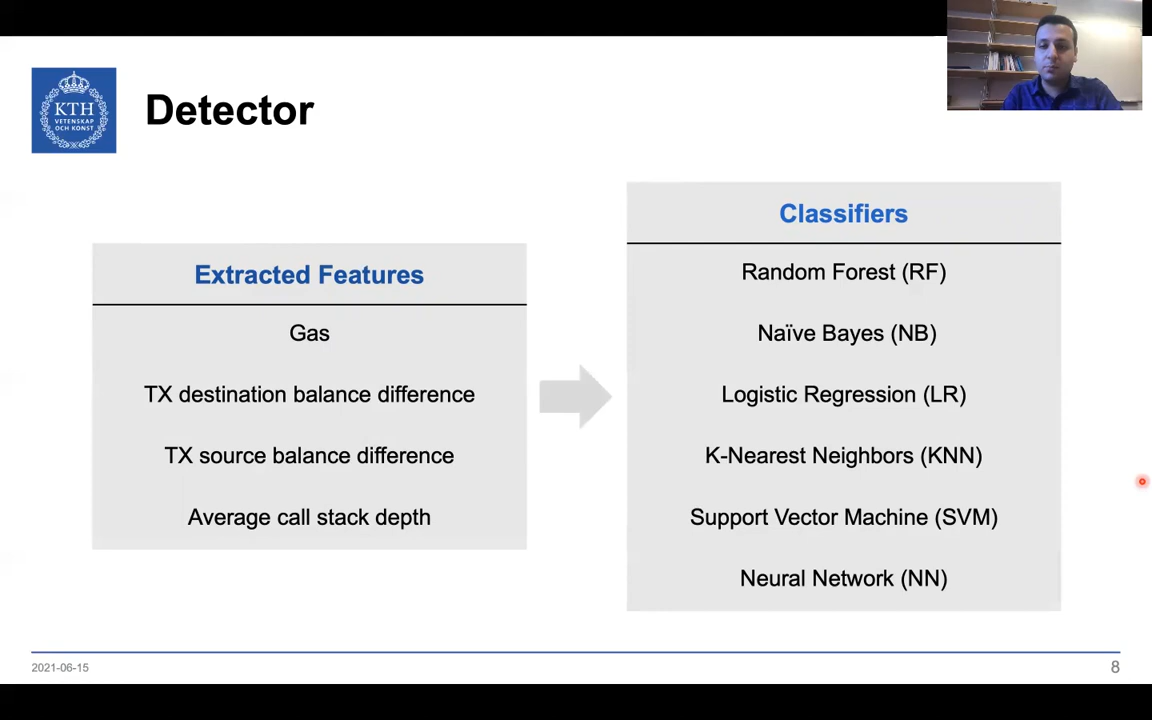 KTH
VETENSKAP
OCH KONST
Detector
Extracted Features
Gas
TX destination balance difference
TX source balance difference
Average call stack depth
Classifiers
Random Forest (RF)
Naïve Bayes (NB)
Logistic Regression (LR)
K-Nearest Neighbors (KNN)
Support Vector Machine (SVM)
Neural Network (NN)
2021-06-15
8